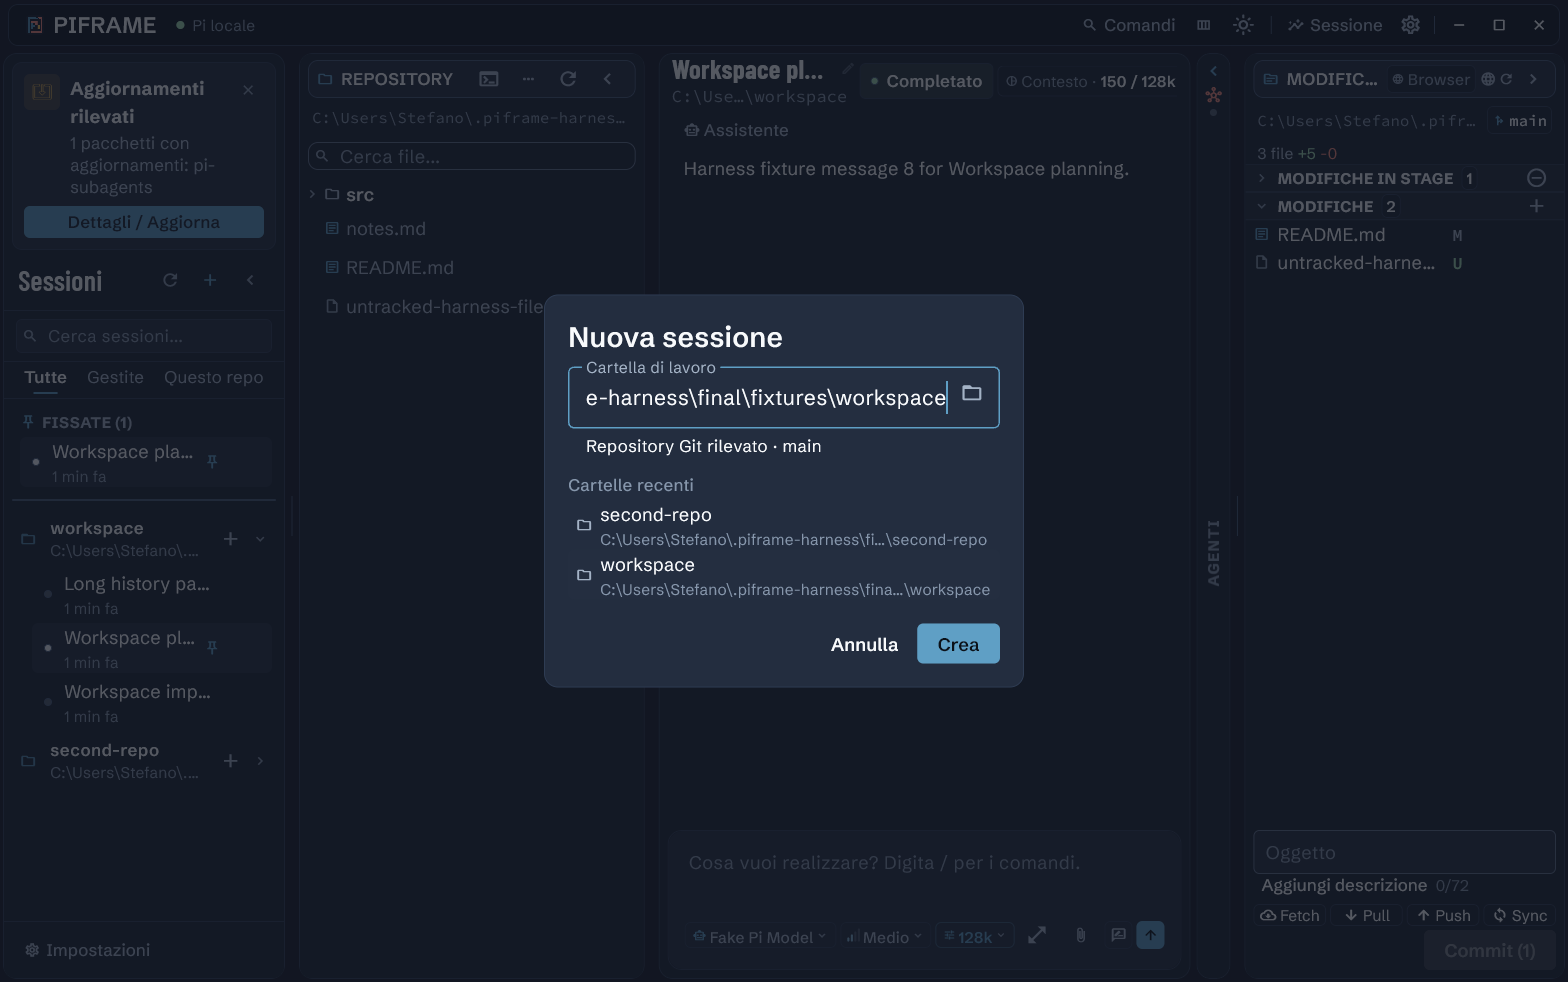 PIFRAME
Pi locale
Comandi
Sessione
Aggiornamenti
rilevati
1 pacchetti con
aggiornamenti: pi-
subagents
Dettagli / Aggiorna
Sessioni
Cerca sessioni...
Tutte
Gestite
Questo repo
FISSATE (1)
Workspace pla...
1 min fa
workspace
C:\Users\Stefano\....
Long history pa...
1 min fa
Workspace pl...
1 min fa
Workspace imp...
1 min fa
second-repo
C:\Users\Stefano\....
Impostazioni
REPOSITORY
C:\Users\Stefano\.piframe-harnes…
Cerca file...
src
notes.md
README.md
untracked-harness-file
Workspace pl...
C:\Use…\workspace
Completato
Contesto · 150 / 128k
Assistente
Harness fixture message 8 for Workspace planning.
Nuova sessione
Cartella di lavoro
e-harness\final\fixtures\workspace
Repository Git rilevato · main
Cartelle recenti
second-repo
C:\Users\Stefano\.piframe-harness\fi...\second-repo
workspace
C:\Users\Stefano\.piframe-harness\fina...\workspace
Annulla
Crea
Cosa vuoi realizzare? Digita / per i comandi.
Fake Pi Model
Medio
128k
AGENTI
MODIFIC...
Browser
C:\Users\Stefano\.pifr…
main
3 file +5 -0
MODIFICHE IN STAGE 1
MODIFICHE 2
README.md M
untracked-harne... U
Oggetto
Aggiungi descrizione 0/72
Fetch
Pull
Push
Sync
Commit (1)